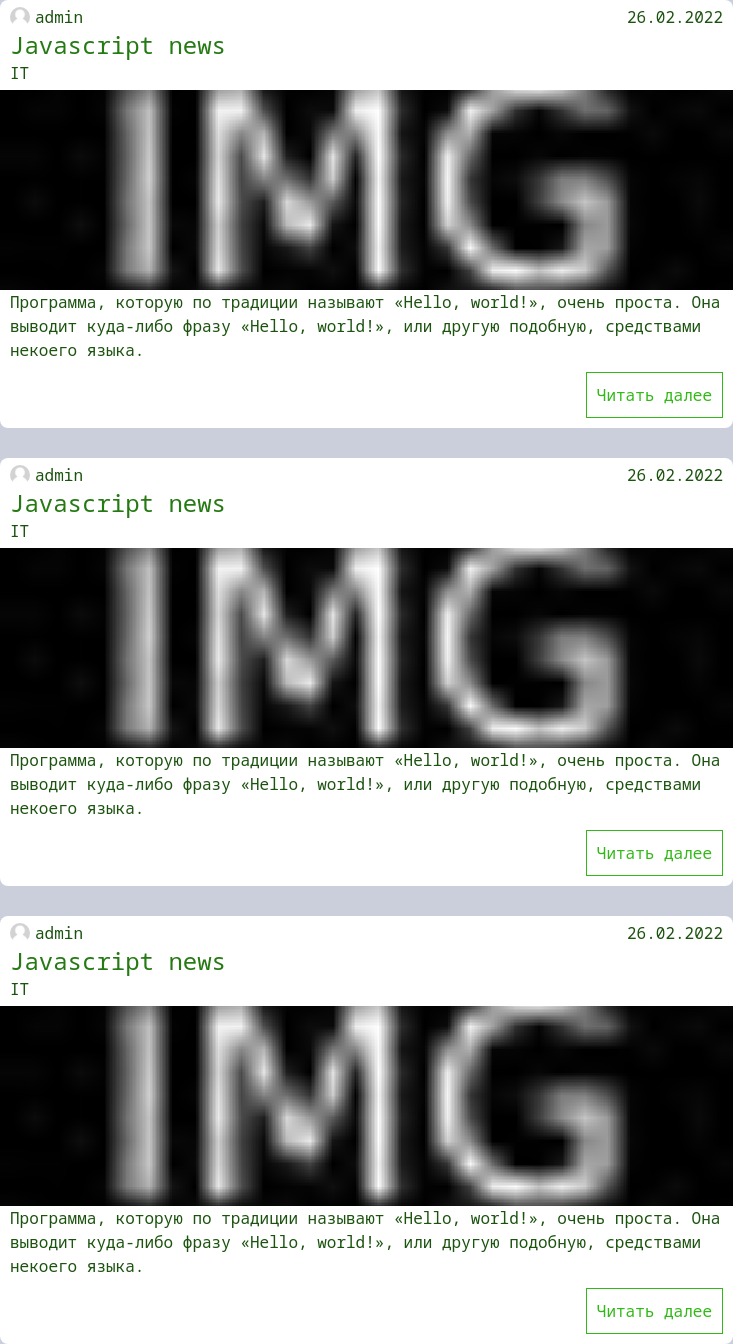 admin 26.02.2022
Javascript news
IT
IMG
Программа, которую по традиции называют «Hello, world!», очень проста. Она
выводит куда-либо фразу «Hello, world!», или другую подобную, средствами
некоего языка.
Читать далее
admin 26.02.2022
Javascript news
IT
IMG
Программа, которую по традиции называют «Hello, world!», очень проста. Она
выводит куда-либо фразу «Hello, world!», или другую подобную, средствами
некоего языка.
Читать далее
admin 26.02.2022
Javascript news
IT
IMG
Программа, которую по традиции называют «Hello, world!», очень проста. Она
выводит куда-либо фразу «Hello, world!», или другую подобную, средствами
некоего языка.
Читать далее